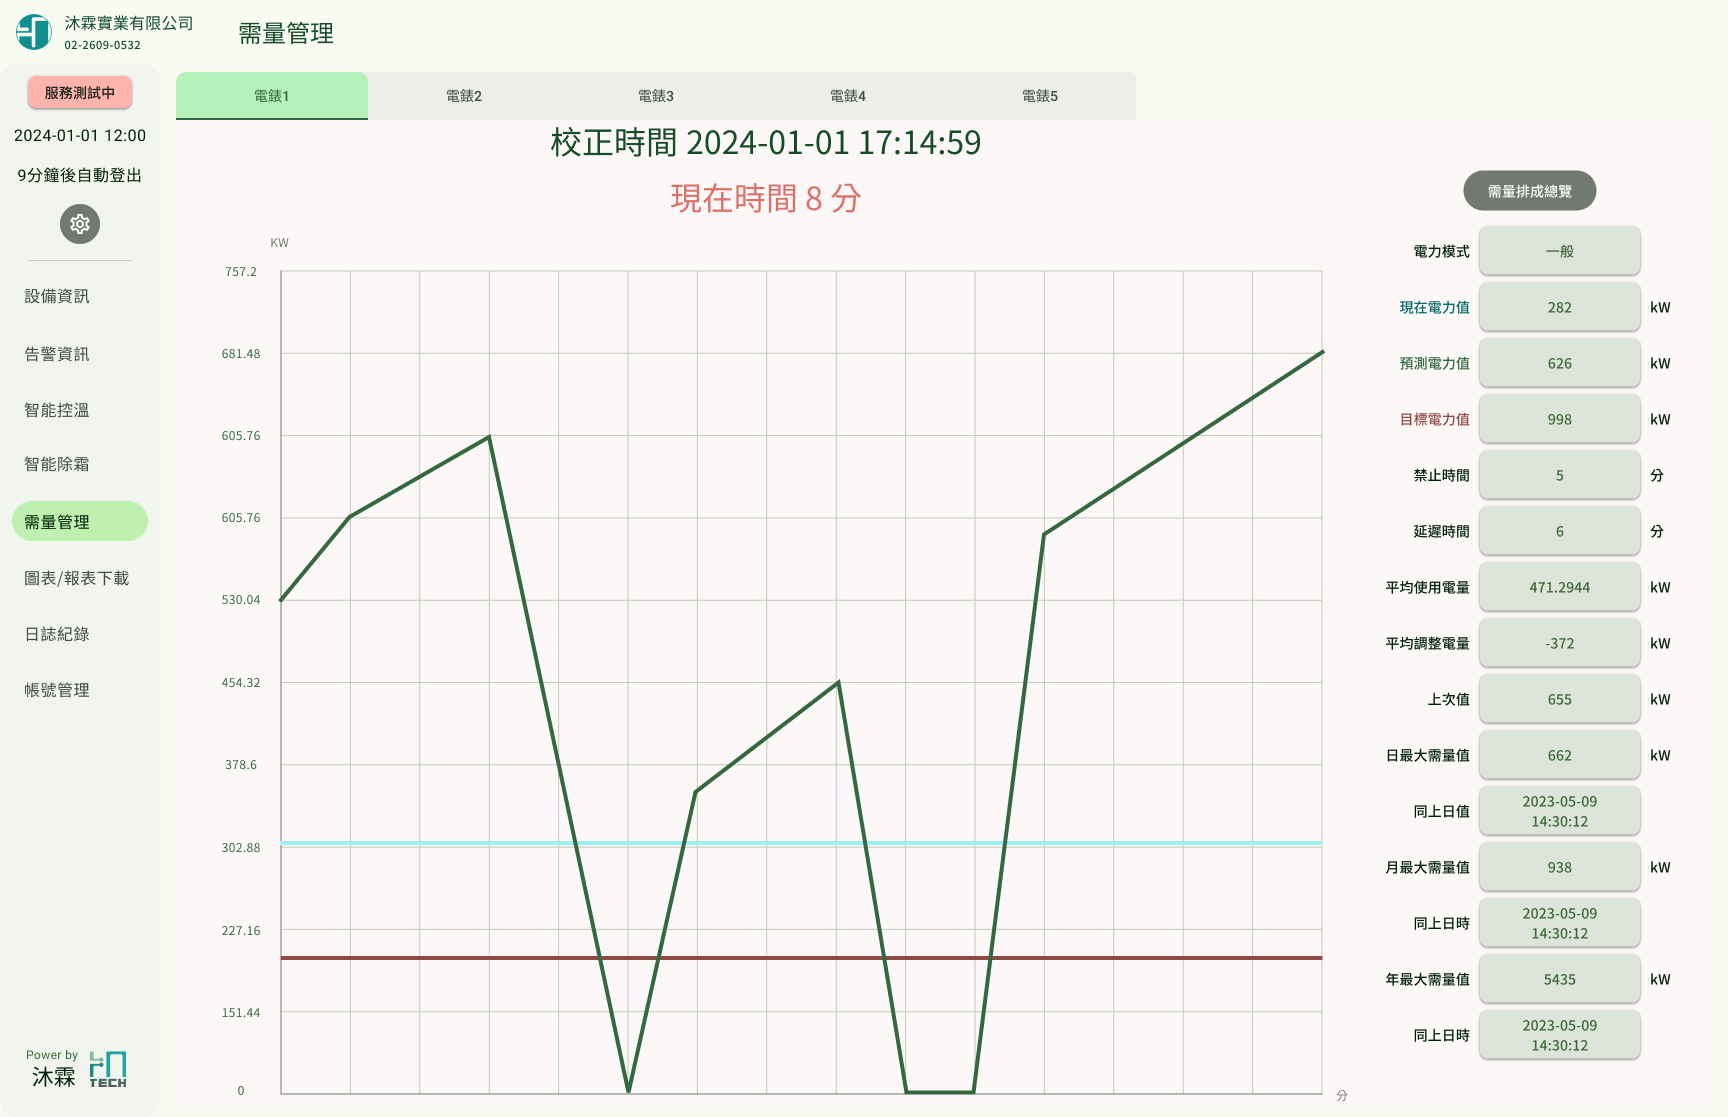 沐霖實業有限公司
02-2609-0532
需量管理
服務測試中
2024-01-01 12:00
9分鐘後自動登出
設備資訊
告警資訊
智能控溫
智能除霜
需量管理
圖表/報表下載
日誌紀錄
帳號管理
Power by
沐霖
TECH
電錶1
電錶2
電錶3
電錶4
電錶5
校正時間 2024-01-01 17:14:59
現在時間 8 分
KW
757.2
681.48
605.76
605.76
530.04
454.32
378.6
302.88
227.16
151.44
0
分
需量排成總覽
電力模式 一般
現在電力值 282 kW
預測電力值 626 kW
目標電力值 998 kW
禁止時間 5 分
延遲時間 6 分
平均使用電量 471.2944 kW
平均調整電量 -372 kW
上次值 655 kW
日最大需量值 662 kW
同上日值 2023-05-09
14:30:12
月最大需量值 938 kW
同上日時 2023-05-09
14:30:12
年最大需量值 5435 kW
同上日時 2023-05-09
14:30:12